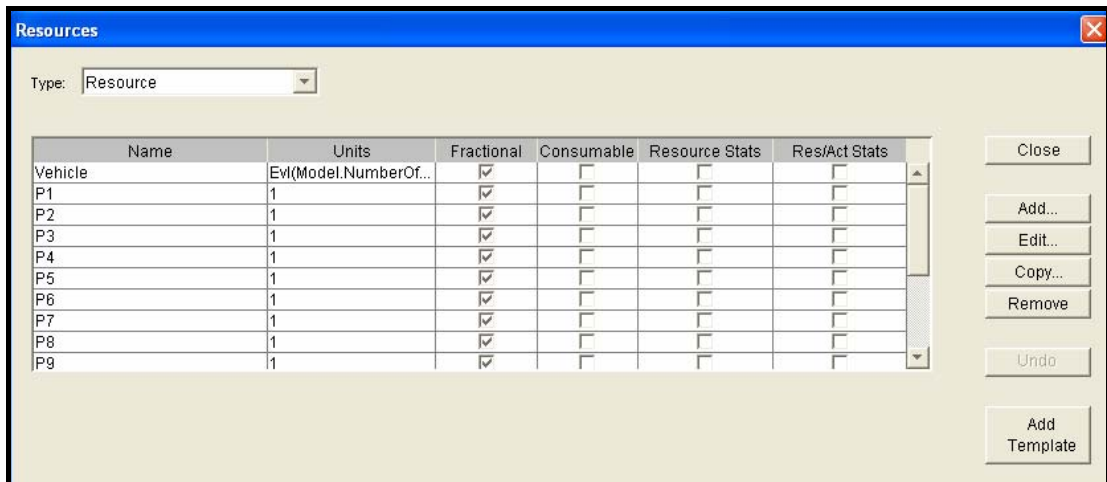 Resources
Type: Resource
Name Units Fractional Consumable Resource Stats Res/Act Stats
Vehicle Evl(Model.NumberOf...
P1 1
P2 1
P3 1
P4 1
P5 1
P6 1
P7 1
P8 1
P9 1
Close
Add...
Edit...
Copy...
Remove
Undo
Add
Template